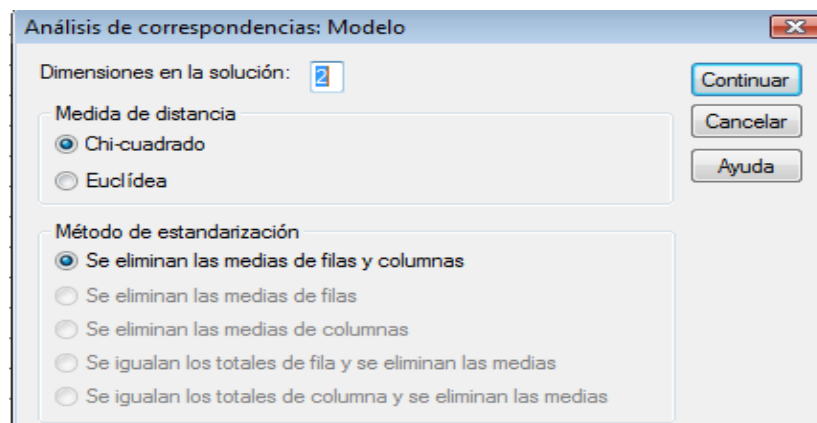 Análisis de correspondencias: Modelo
Dimensiones en la solución: 2
Continuar
Cancelar
Ayuda
Medida de distancia
Chi-cuadrado
Euclídea
Método de estandarización
Se eliminan las medias de filas y columnas
Se eliminan las medias de filas
Se eliminan las medias de columnas
Se igualan los totales de fila y se eliminan las medias
Se igualan los totales de columna y se eliminan las medias